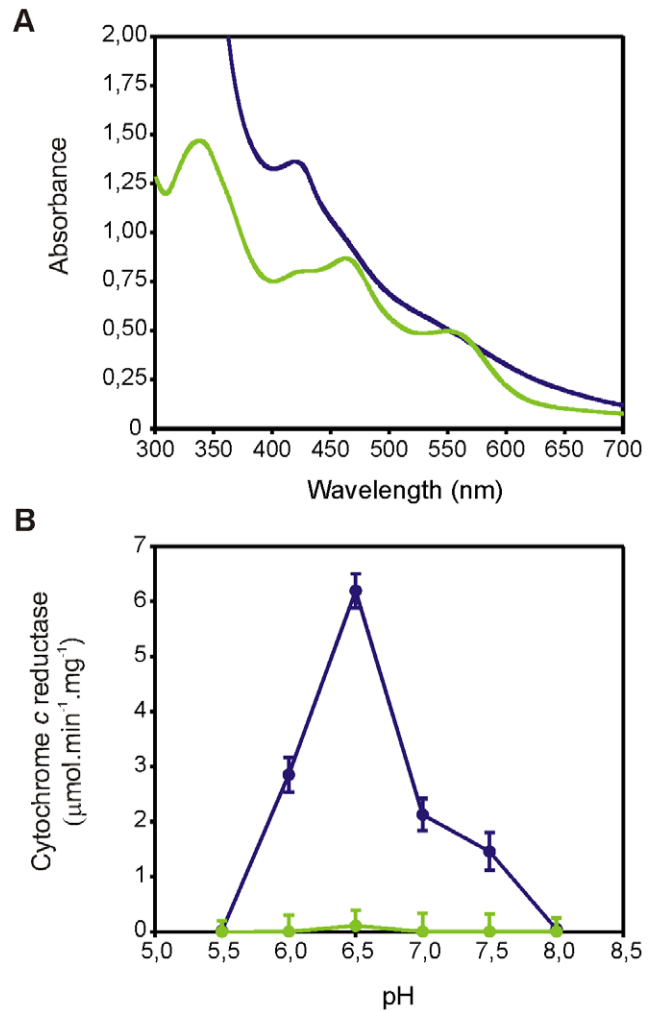 A
2,00
1,75
1,50
1,25
1,00
0,75
0,50
0,25
0
Absorbance
300 350 400 450 500 550 600 650 700
Wavelength (nm)
B
7
6
5
4
3
2
1
0
Cytochrome c reductase
(μmol.min⁻¹.mg⁻¹)
5,0 5,5 6,0 6,5 7,0 7,5 8,0 8,5
pH